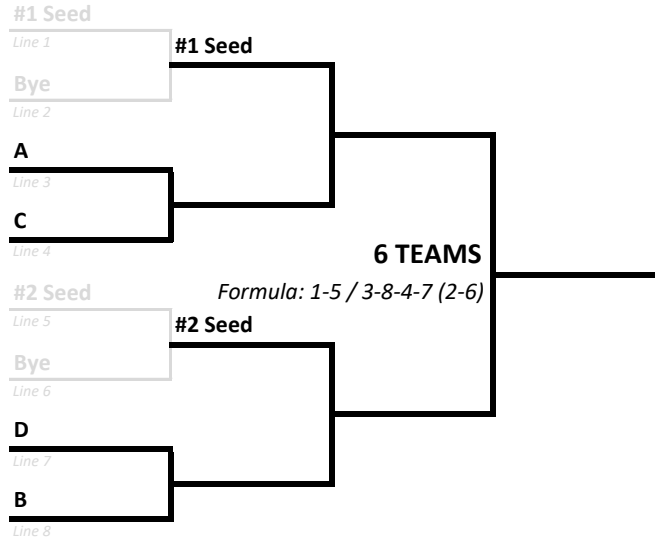 #1 Seed
Line 1
#1 Seed
Bye
Line 2
A
Line 3
C
Line 4
6 TEAMS
#2 Seed
Formula: 1-5 / 3-8-4-7 (2-6)
Line 5
#2 Seed
Bye
Line 6
D
Line 7
B
Line 8